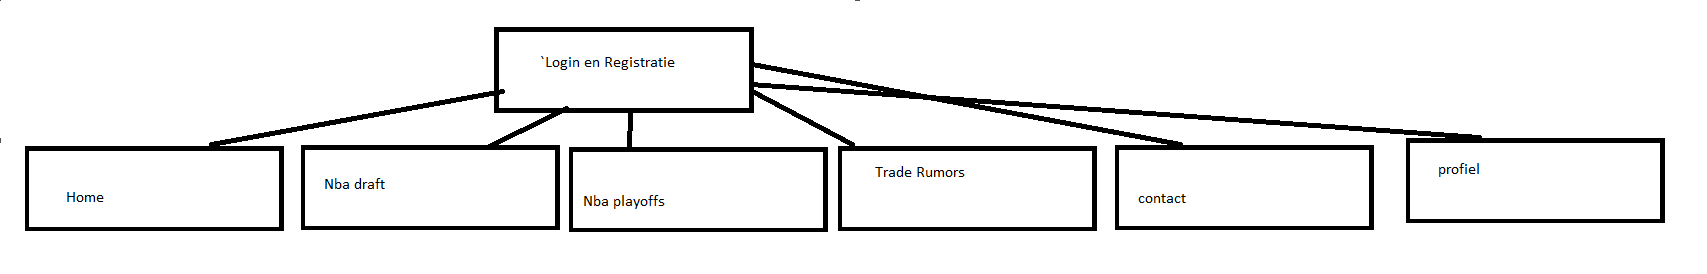 `Login en Registratie
Home
Nba draft
Nba playoffs
Trade Rumors
contact
profiel